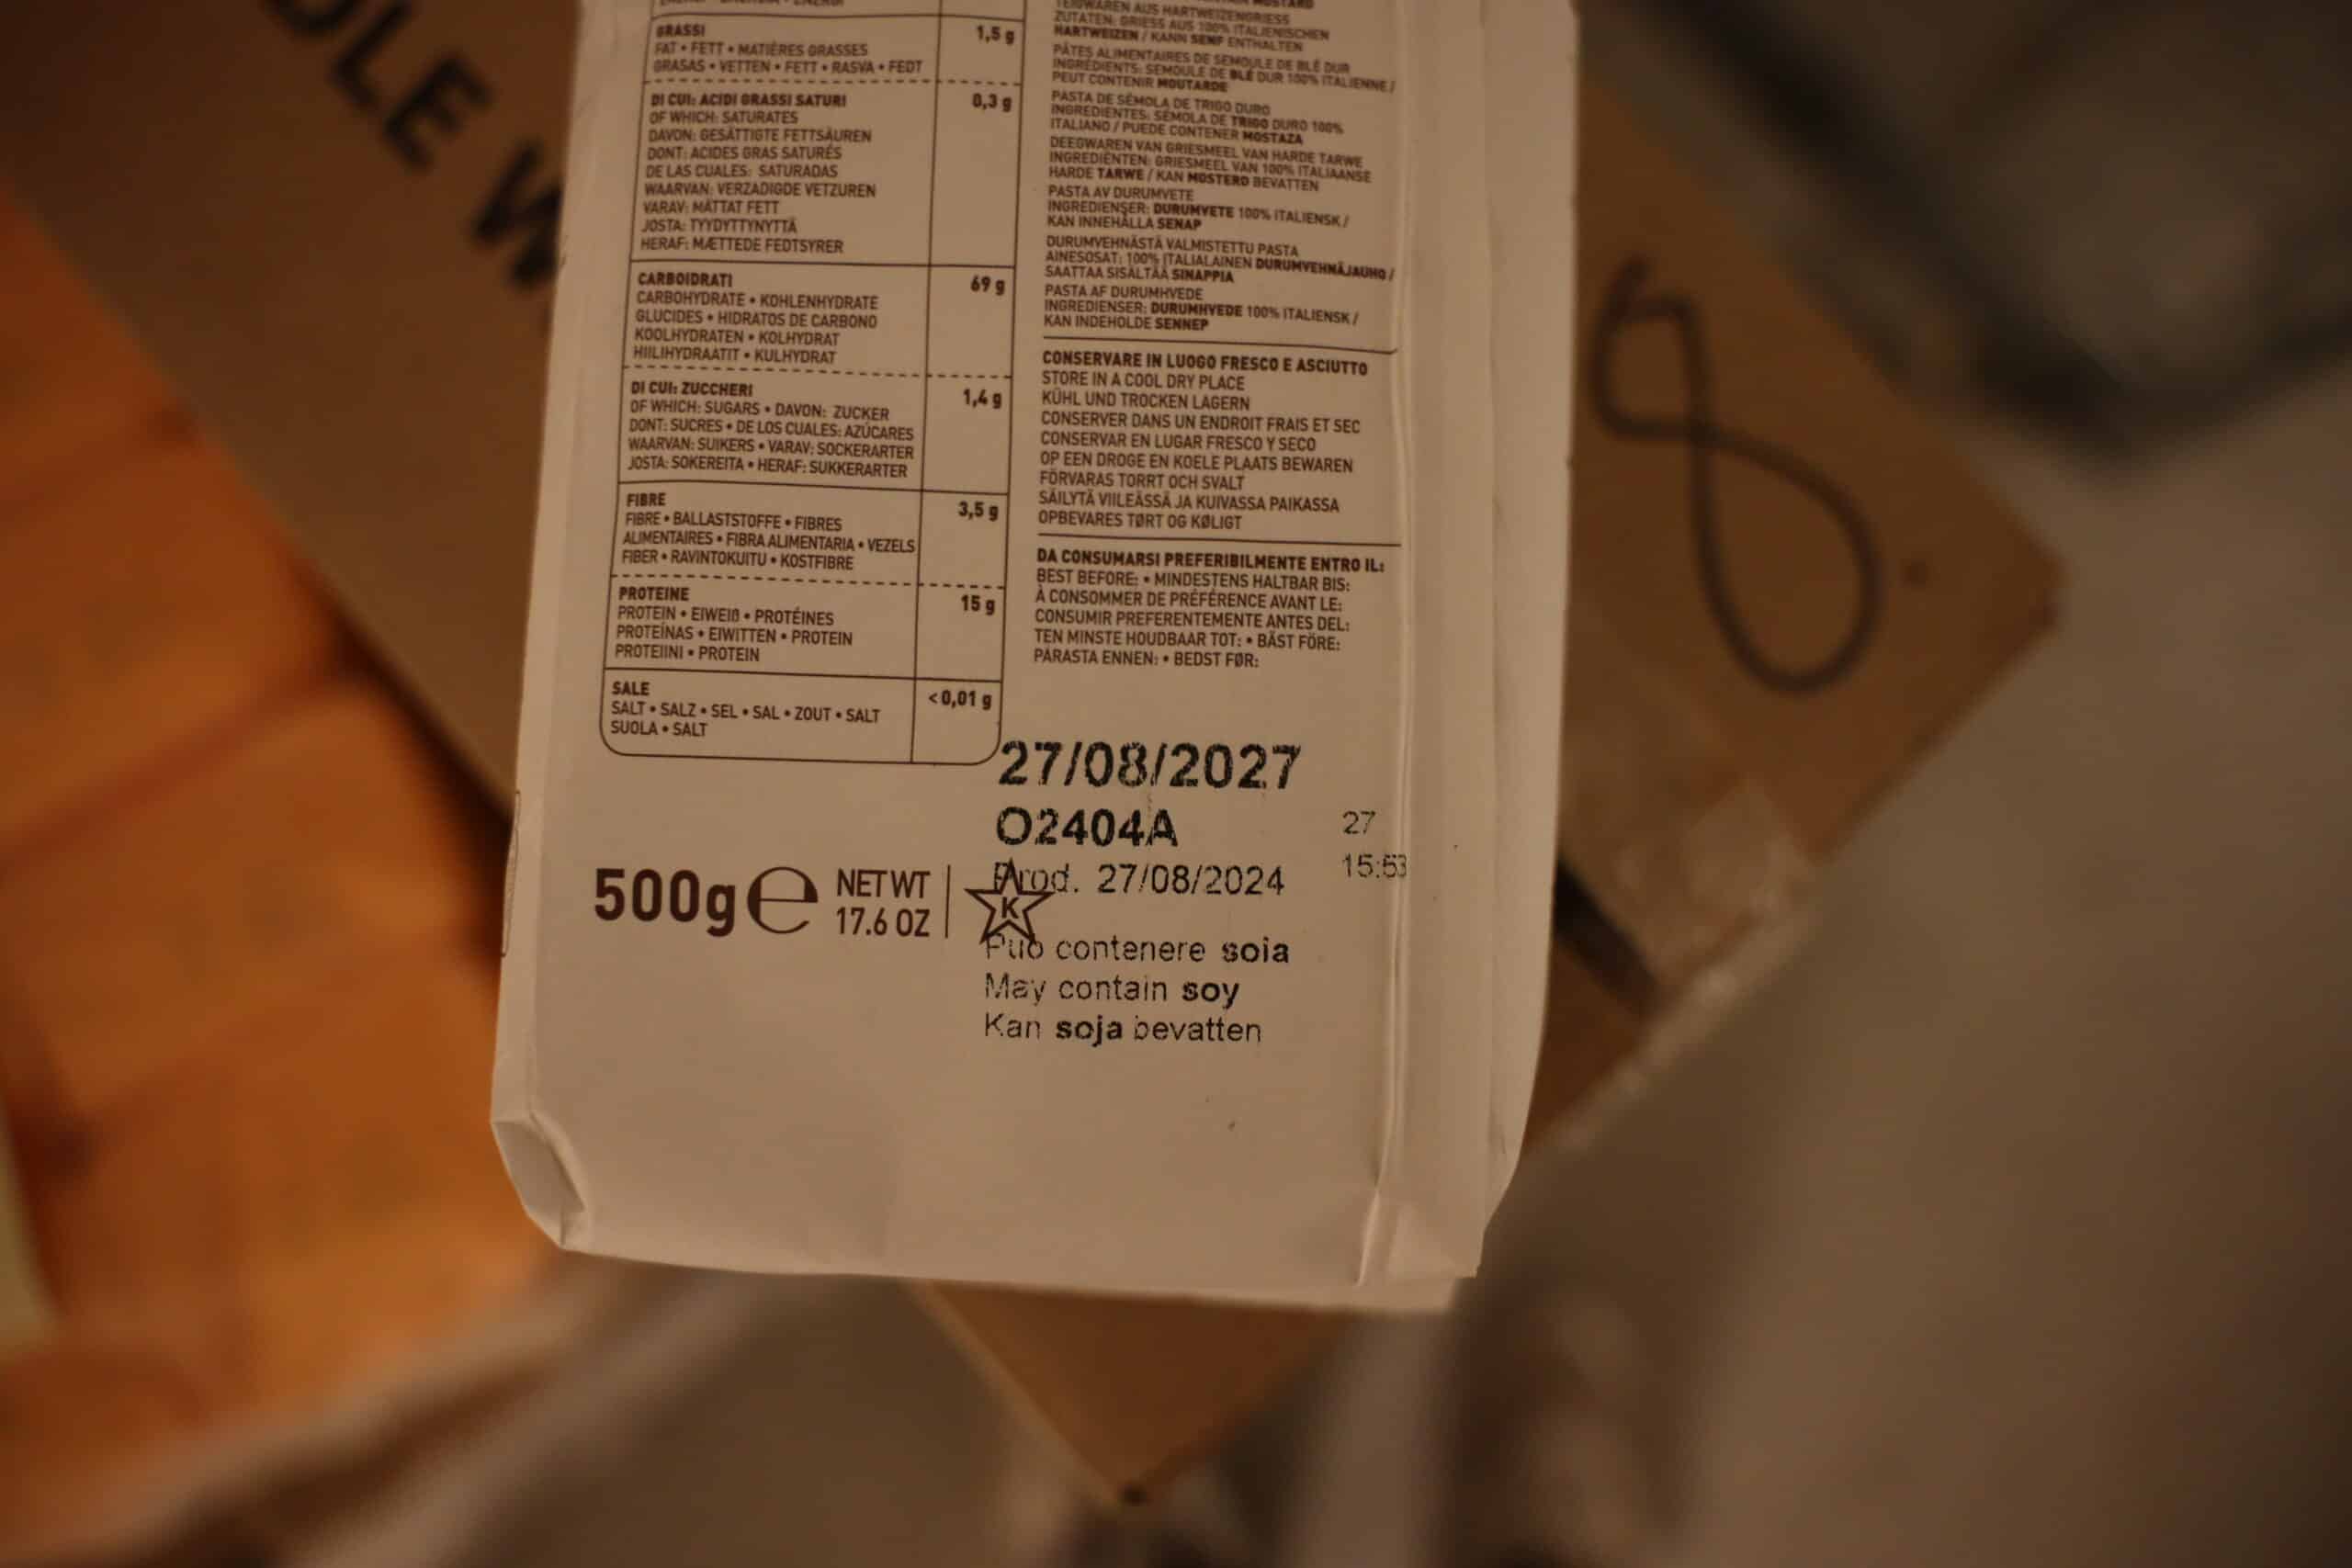 GRASSI
FAT • FETT • MATIÈRES GRASSES
GRASAS • VETTEN • FETT • RASVA • FEDT
1,5 g
DI CUI: ACIDI GRASSI SATURI
OF WHICH: SATURATES
DAVON: GESÄTTIGTE FETTSÄUREN
DONT: ACIDES GRAS SATURÉS
DE LAS CUALES: SATURADAS
WAARVAN: VERZADIGDE VETZUREN
VARAV: MÄTTAT FETT
JOSTA: TYYDYTTYNYTTÄ
HERAF: MÆTTEDE FEDTSYRER
0,3 g
CARBOIDRATI
CARBOHYDRATE • KOHLENHYDRATE
GLUCIDES • HIDRATOS DE CARBONO
KOOLHYDRATEN • KOLHYDRAT
HIILIHYDRAATIT • KULHYDRAT
69 g
DI CUI: ZUCCHERI
OF WHICH: SUGARS • DAVON: ZUCKER
DONT: SUCRES • DE LOS CUALES: AZÚCARES
WAARVAN: SUIKERS • VARAV: SOCKERARTER
JOSTA: SOKEREITA • HERAF: SUKKERARTER
1,4 g
FIBRE
FIBRE • BALLASTSTOFFE • FIBRES
ALIMENTAIRES • FIBRA ALIMENTARIA • VEZELS
FIBER • RAVINTOKUITU • KOSTFIBRE
3,5 g
PROTEINE
PROTEIN • EIWEIß • PROTÉINES
PROTEÍNAS • EIWITTEN • PROTEIN
PROTEIINI • PROTEIN
15 g
SALE
SALT • SALZ • SEL • SAL • ZOUT • SALT
SUOLA • SALT
<0,01 g
TEIGWAREN AUS HARTWEIZENGRIESS
ZUTATEN: GRIESS AUS 100% ITALIENISCHEN
HARTWEIZEN / KANN SENF ENTHALTEN
PÂTES ALIMENTAIRES DE SEMOULE DE BLÉ DUR
INGRÉDIENTS: SEMOULE DE BLÉ DUR 100% ITALIENNE /
PEUT CONTENIR MOUTARDE
PASTA DE SÉMOLA DE TRIGO DURO
INGREDIENTES: SÉMOLA DE TRIGO DURO 100%
ITALIANO / PUEDE CONTENER MOSTAZA
DEEGWAREN VAN GRIESMEEL VAN HARDE TARWE
INGREDIËNTEN: GRIESMEEL VAN 100% ITALIAANSE
HARDE TARWE / KAN MOSTERD BEVATTEN
PASTA AV DURUMVETE
INGREDIENSER: DURUMVETE 100% ITALIENSK /
KAN INNEHÅLLA SENAP
DURUMVEHNÄSTÄ VALMISTETTU PASTA
AINESOSAT: 100% ITALIALAINEN DURUMVEHNÄJAUHO /
SAATTAA SISÄLTÄÄ SINAPPIA
PASTA AF DURUMHVEDE
INGREDIENSER: DURUMHVEDE 100% ITALIENSK /
KAN INDEHOLDE SENNEP
CONSERVARE IN LUOGO FRESCO E ASCIUTTO
STORE IN A COOL DRY PLACE
KÜHL UND TROCKEN LAGERN
CONSERVER DANS UN ENDROIT FRAIS ET SEC
CONSERVAR EN LUGAR FRESCO Y SECO
OP EEN DROGE EN KOELE PLAATS BEWAREN
FÖRVARAS TORRT OCH SVALT
SÄILYTÄ VIILEÄSSÄ JA KUIVASSA PAIKASSA
OPBEVARES TØRT OG KØLIGT
DA CONSUMARSI PREFERIBILMENTE ENTRO IL:
BEST BEFORE: • MINDESTENS HALTBAR BIS:
À CONSOMMER DE PRÉFÉRENCE AVANT LE:
CONSUMIR PREFERENTEMENTE ANTES DEL:
TEN MINSTE HOUDBAAR TOT: • BÄST FÖRE:
PARASTA ENNEN: • BEDST FØR:
27/08/2027
O2404A
27
Prod. 27/08/2024
15:53
500g e NET WT
17.6 OZ
K
Può contenere soia
May contain soy
Kan soja bevatten